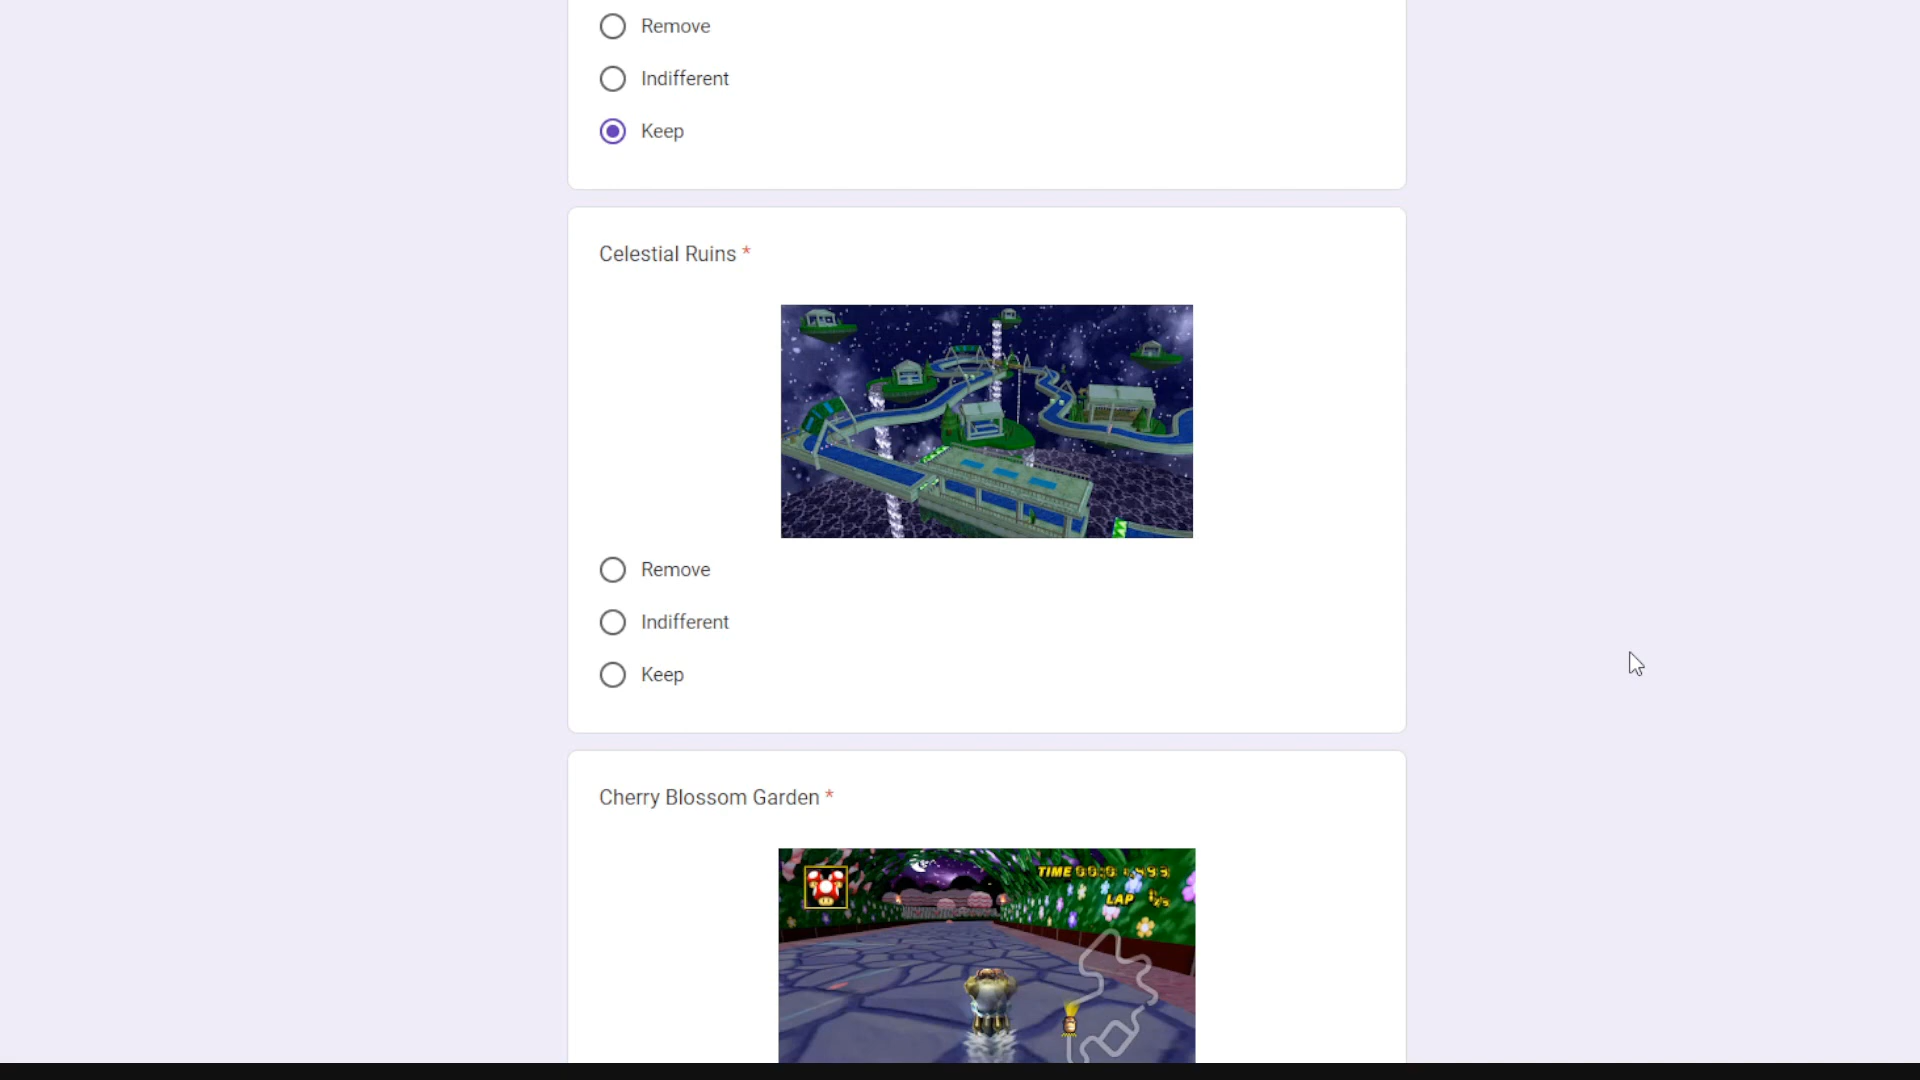 Remove
Indifferent
Keep
Celestial Ruins *
Remove
Indifferent
Keep
Cherry Blossom Garden *
TIME
LAP